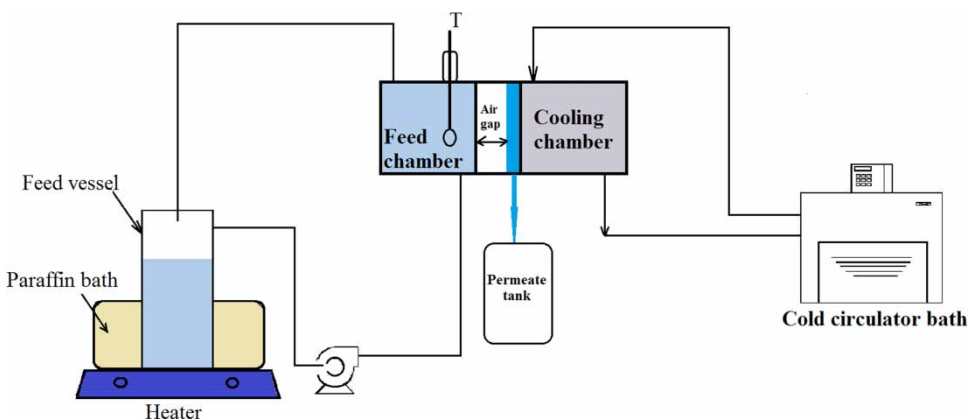 T
Air
gap
Feed
chamber
Cooling
chamber
Feed vessel
Paraffin bath
Permeate
tank
Cold circulator bath
Heater